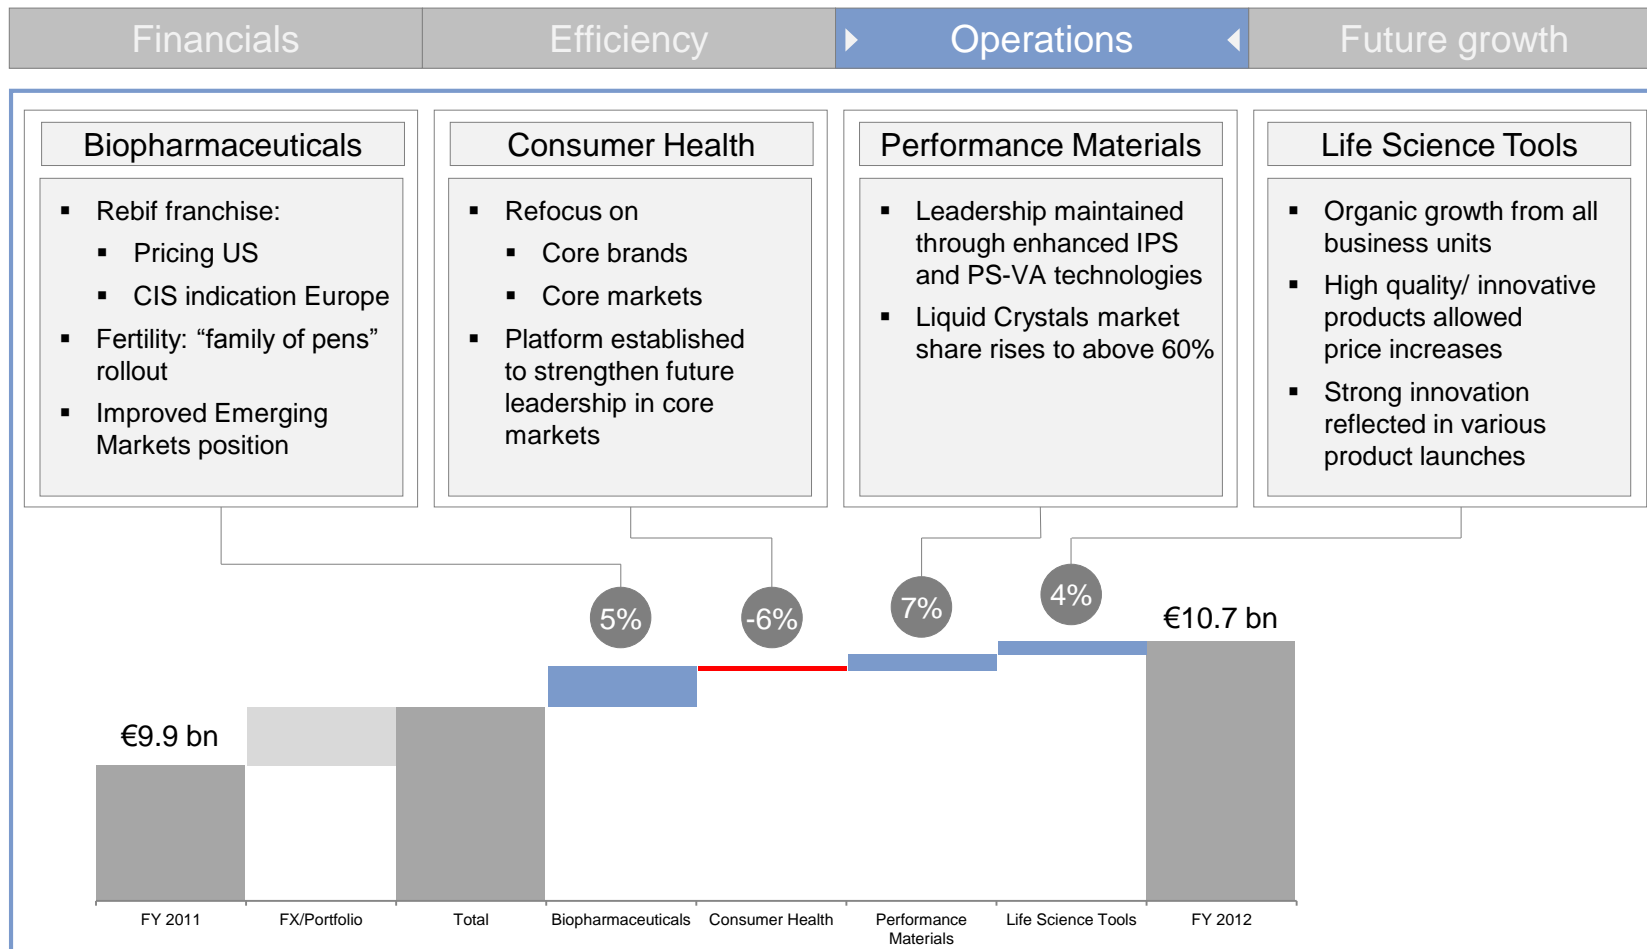 Financials
Efficiency
Operations
Future growth
Biopharmaceuticals
Rebif franchise:
Pricing US
CIS indication Europe
Fertility: “family of pens”
rollout
Improved Emerging
Markets position
Consumer Health
Refocus on
Core brands
Core markets
Platform established
to strengthen future
leadership in core
markets
Performance Materials
Leadership maintained
through enhanced IPS
and PS-VA technologies
Liquid Crystals market
share rises to above 60%
Life Science Tools
Organic growth from all
business units
High quality/ innovative
products allowed
price increases
Strong innovation
reflected in various
product launches
5%
-6%
7%
4%
€9.9 bn
€10.7 bn
FY 2011
FX/Portfolio
Total
Biopharmaceuticals
Consumer Health
Performance
Materials
Life Science Tools
FY 2012